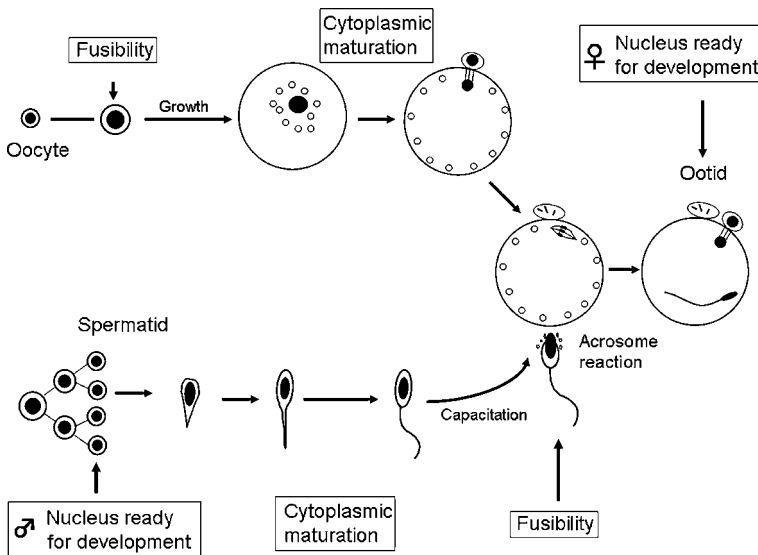 Cytoplasmic
maturation
Fusibility
♀ Nucleus ready
for development
Growth
Oocyte
Ootid
Spermatid
Acrosome
reaction
Capacitation
♂ Nucleus ready
for development
Cytoplasmic
maturation
Fusibility